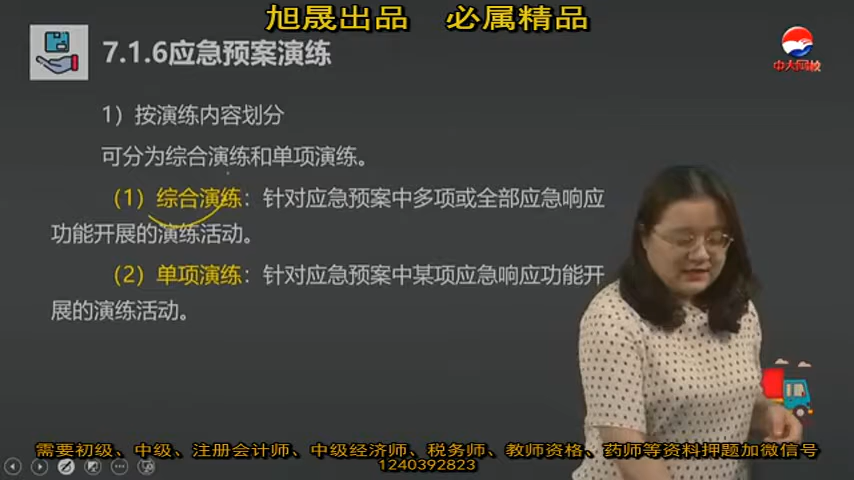 旭晟出品 必属精品
7.1.6应急预案演练
中大网校
1）按演练内容划分
可分为综合演练和单项演练。
（1）综合演练：针对应急预案中多项或全部应急响应
功能开展的演练活动。
（2）单项演练：针对应急预案中某项应急响应功能开
展的演练活动。
需要初级、中级、注册会计师、中级经济师、税务师、教师资格、药师等资料押题加微信号
1240392823